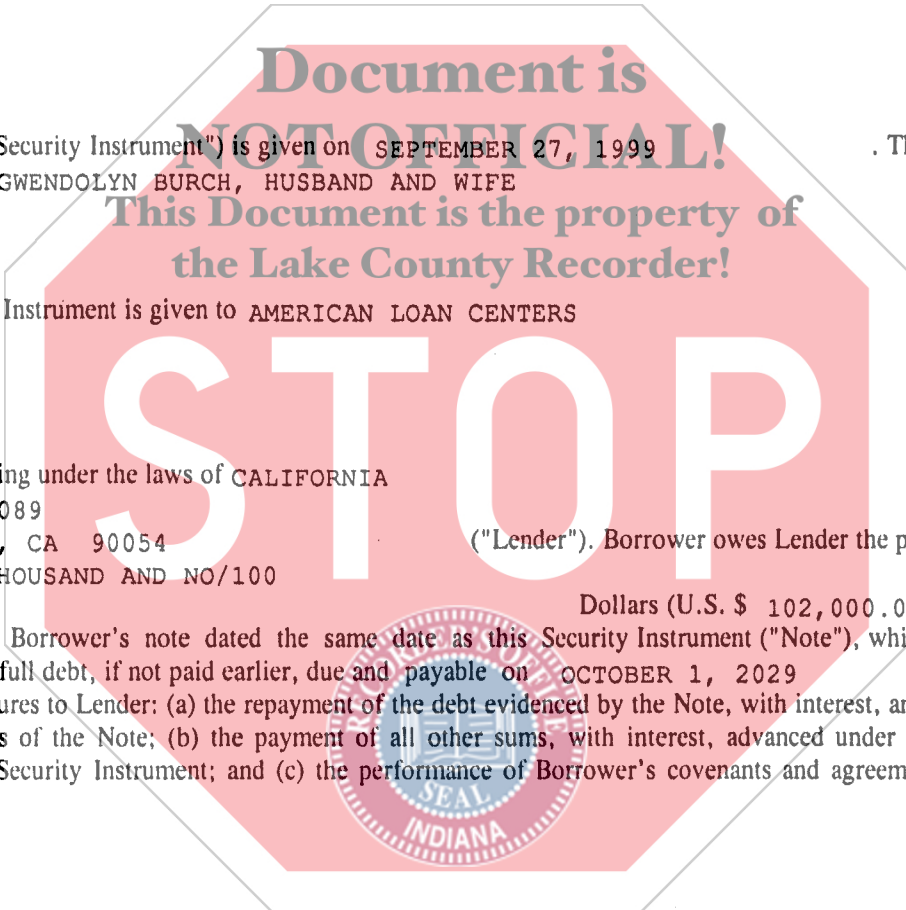 Document is
NOT OFFICIAL!
Security Instrument") is given on SEPTEMBER 27, 1999 . Th
GWENDOLYN BURCH, HUSBAND AND WIFE
This Document is the property of
the Lake County Recorder!
Instrument is given to AMERICAN LOAN CENTERS
STOP
ing under the laws of CALIFORNIA
089
, CA 90054 ("Lender"). Borrower owes Lender the p
HOUSAND AND NO/100
Dollars (U.S. $ 102,000.0
Borrower's note dated the same date as this Security Instrument ("Note"), whi
full debt, if not paid earlier, due and payable on OCTOBER 1, 2029
ures to Lender: (a) the repayment of the debt evidenced by the Note, with interest, an
s of the Note; (b) the payment of all other sums, with interest, advanced under
Security Instrument; and (c) the performance of Borrower's covenants and agreem
RECORDER'S OFFICE
SEAL
INDIANA